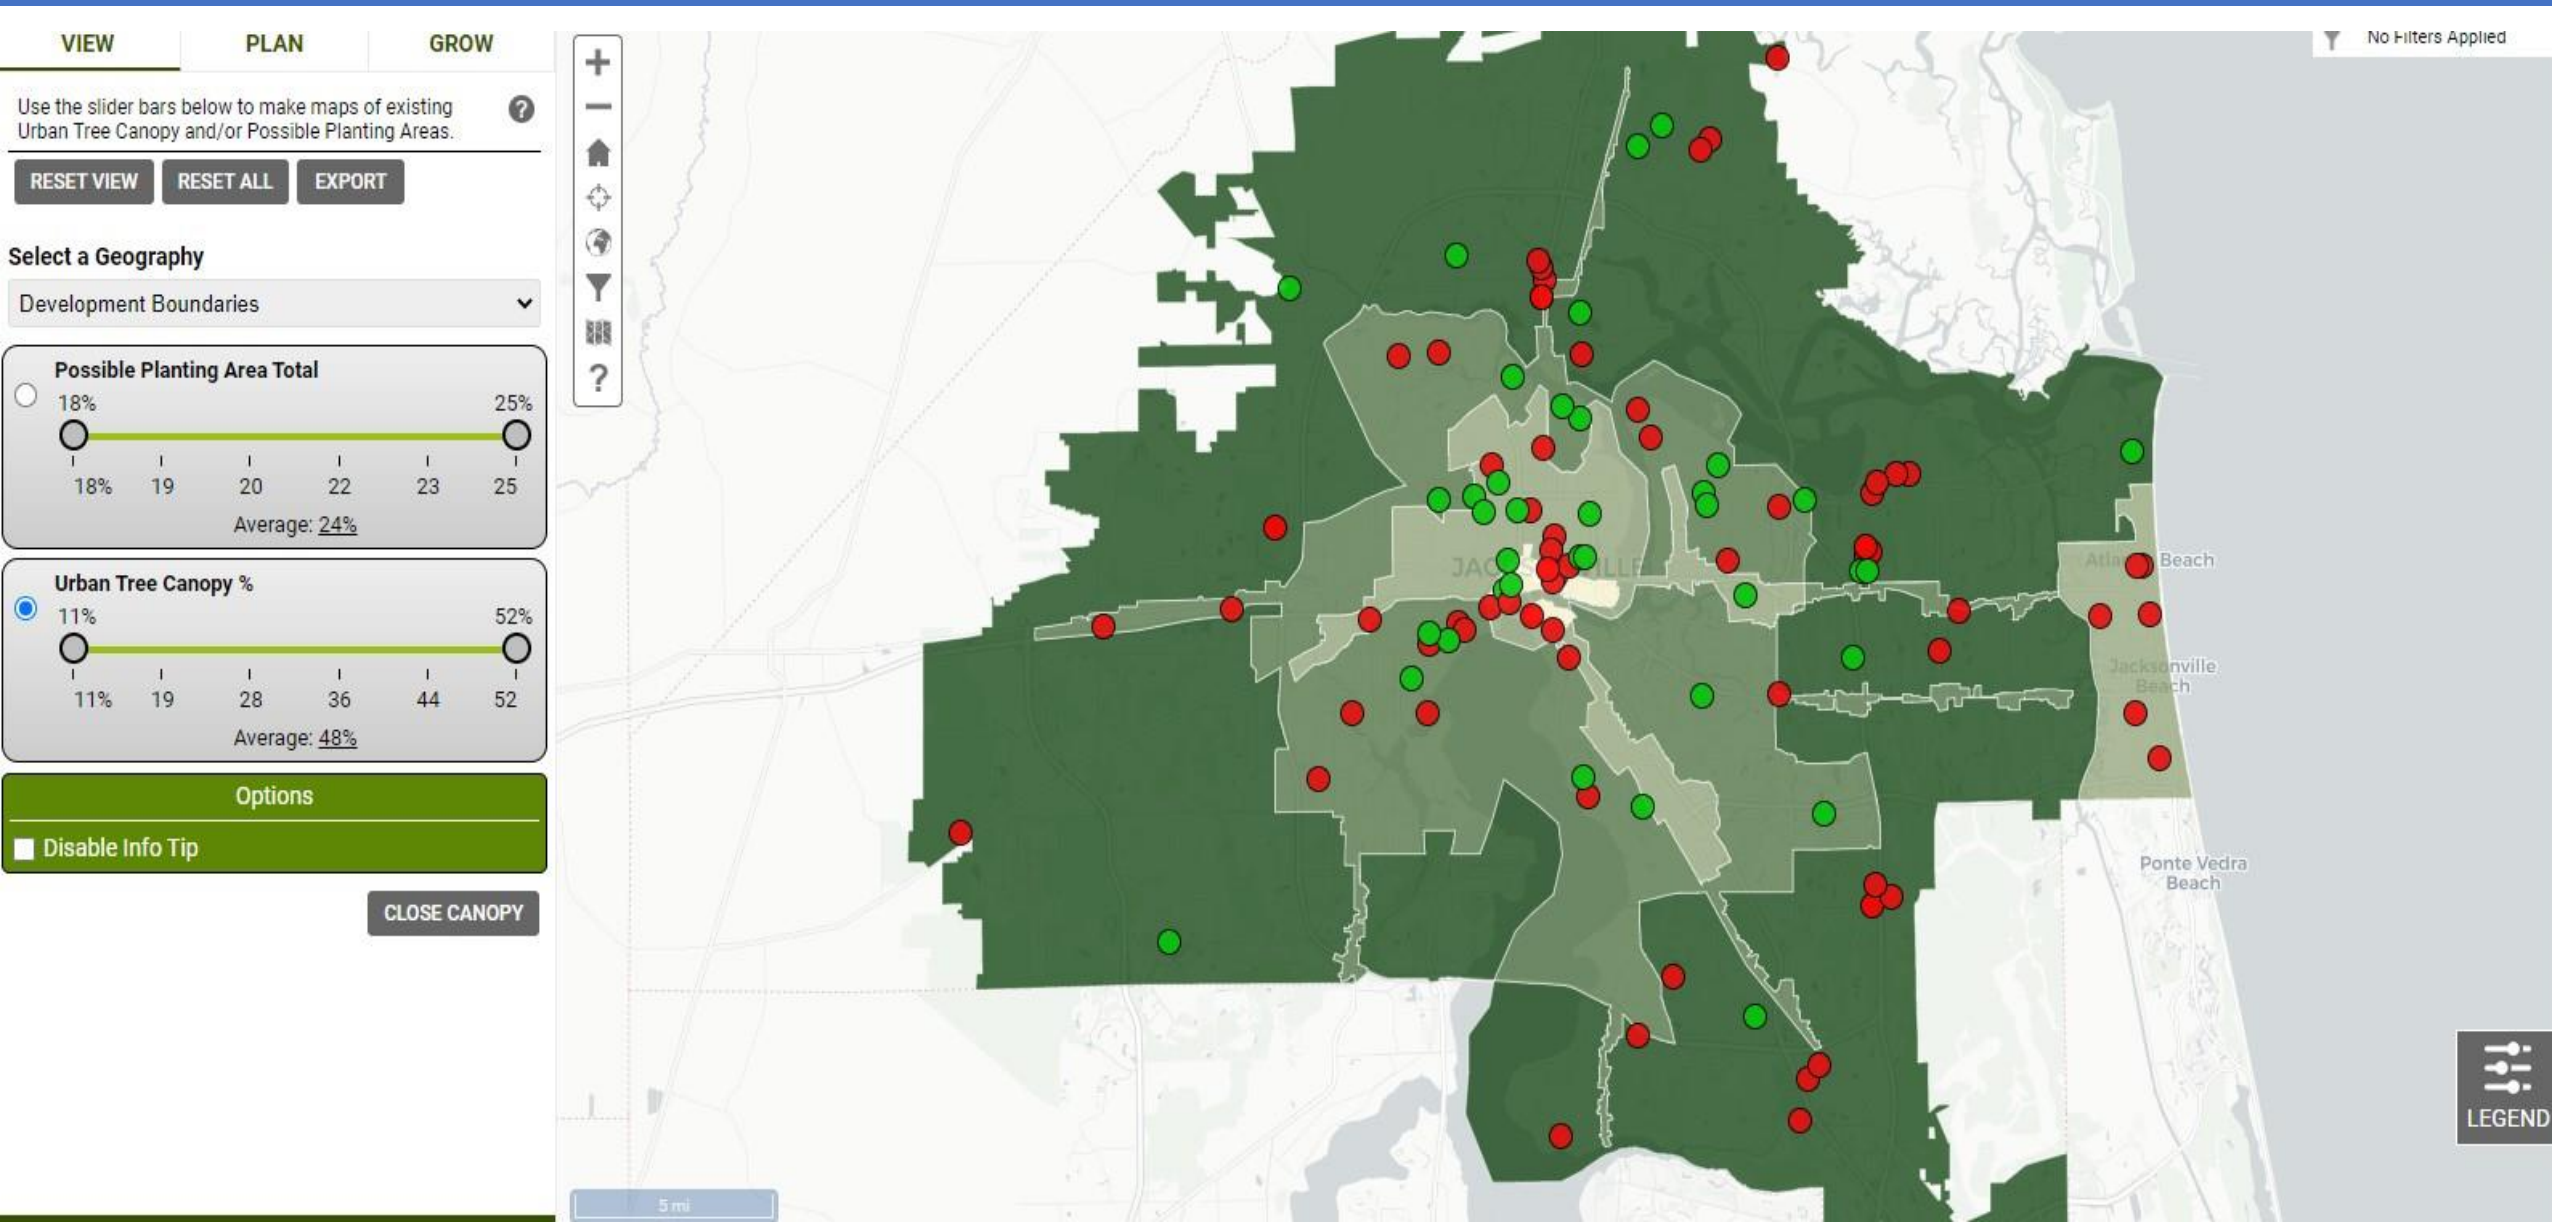 VIEW
PLAN
GROW
Use the slider bars below to make maps of existing
Urban Tree Canopy and/or Possible Planting Areas.
?
RESET VIEW
RESET ALL
EXPORT
Select a Geography
Development Boundaries
Possible Planting Area Total
18%
25%
18% 19 20 22 23 25
Average: 24%
Urban Tree Canopy %
11%
52%
11% 19 28 36 44 52
Average: 48%
Options
Disable Info Tip
CLOSE CANOPY
?
No Filters Applied
Beach
Jacksonville
Beach
Ponte Vedra
Beach
5 mi
LEGEND